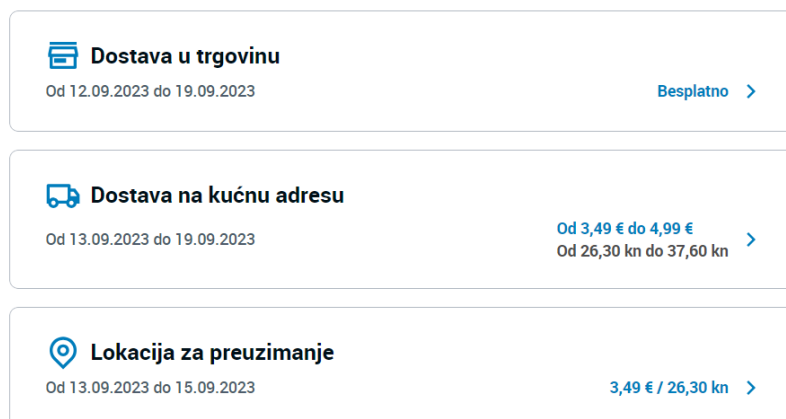 Dostava u trgovinu
Od 12.09.2023 do 19.09.2023
Besplatno
Dostava na kućnu adresu
Od 13.09.2023 do 19.09.2023
Od 3,49 € do 4,99 €
Od 26,30 kn do 37,60 kn
Lokacija za preuzimanje
Od 13.09.2023 do 15.09.2023
3,49 € / 26,30 kn